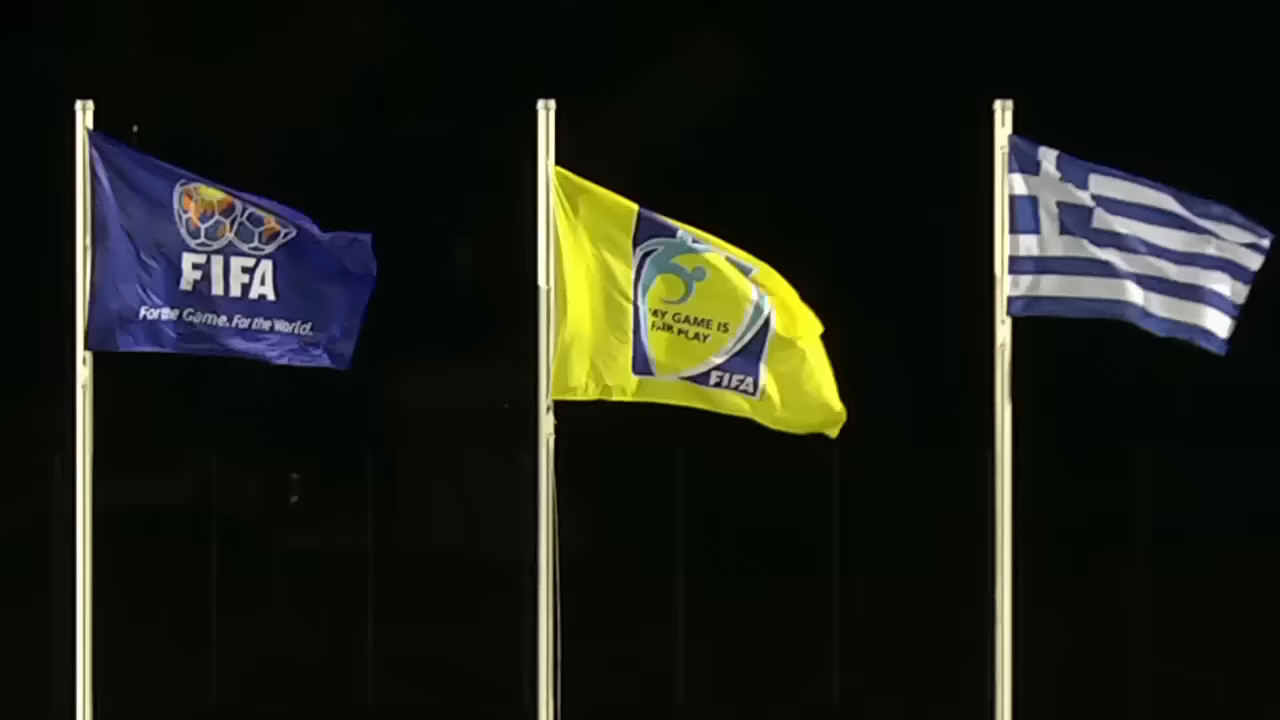 FIFA
For the Game. For the World.
MY GAME IS
FAIR PLAY
FIFA